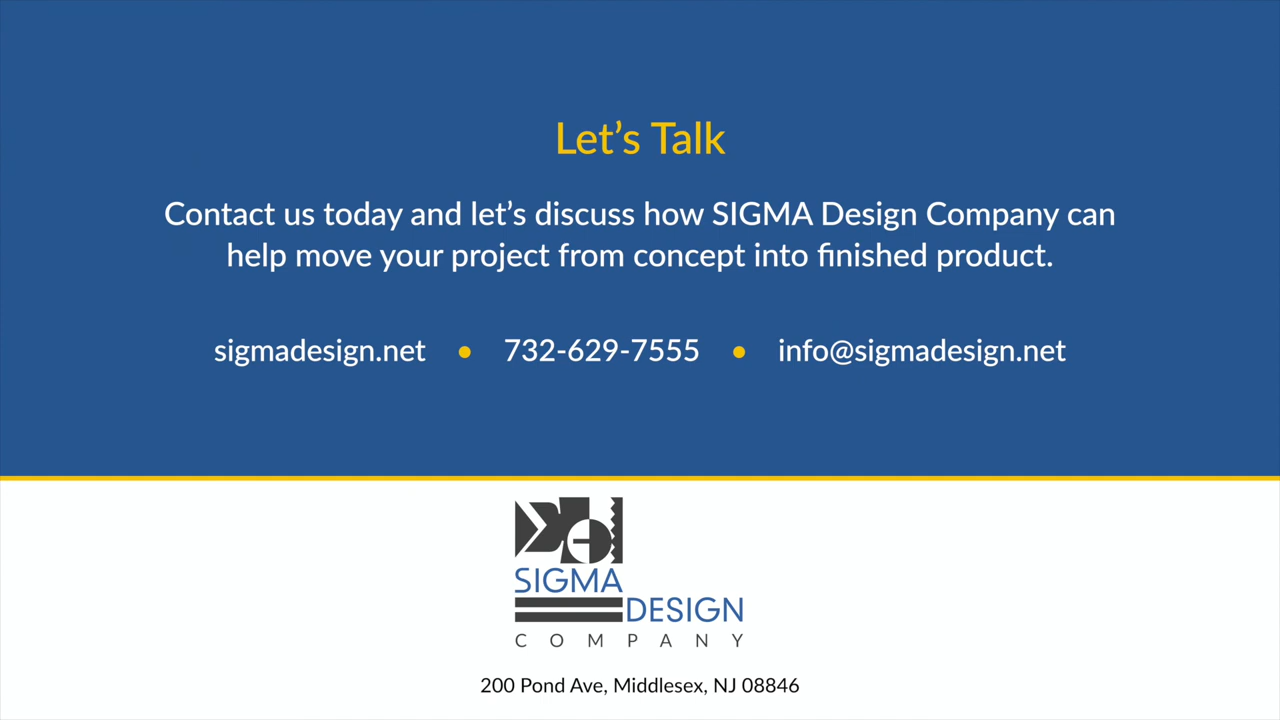 Let’s Talk
Contact us today and let’s discuss how SIGMA Design Company can
help move your project from concept into finished product.
sigmadesign.net • 732-629-7555 • info@sigmadesign.net
SIGMA
DESIGN
COMPANY
200 Pond Ave, Middlesex, NJ 08846